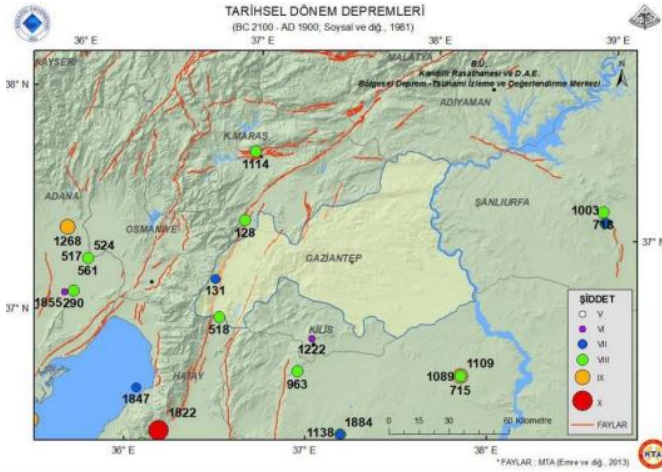 TARİHSEL DÖNEM DEPREMLERİ
(BC 2100 - AD 1900, Soysal ve diğ., 1981)
36° E
37° E
38° E
39° E
38° N
38° N
KAYSERİ
MALATYA
N
B.Ü.
Kandilli Rasathanesi ve D.A.E.
Bölgesel Deprem -Tsunami İzleme ve Değerlendirme Merkezi
ADIYAMAN
K.MARAŞ
1114
ADANA
ŞANLIURFA
1003
718
1268
OSMANİYE
128
524
517
561
37° N
GAZİANTEP
131
1855
290
37° N
518
KİLİS
1222
ŞİDDET
V
VI
VII
VIII
IX
X
FAYLAR
963
1109
1089
715
HATAY
1847
1822
1884
1138
0 15 30 60 Kilometre
36° E
37° E
38° E
* FAYLAR : MTA (Emre ve diğ., 2013)
MTA